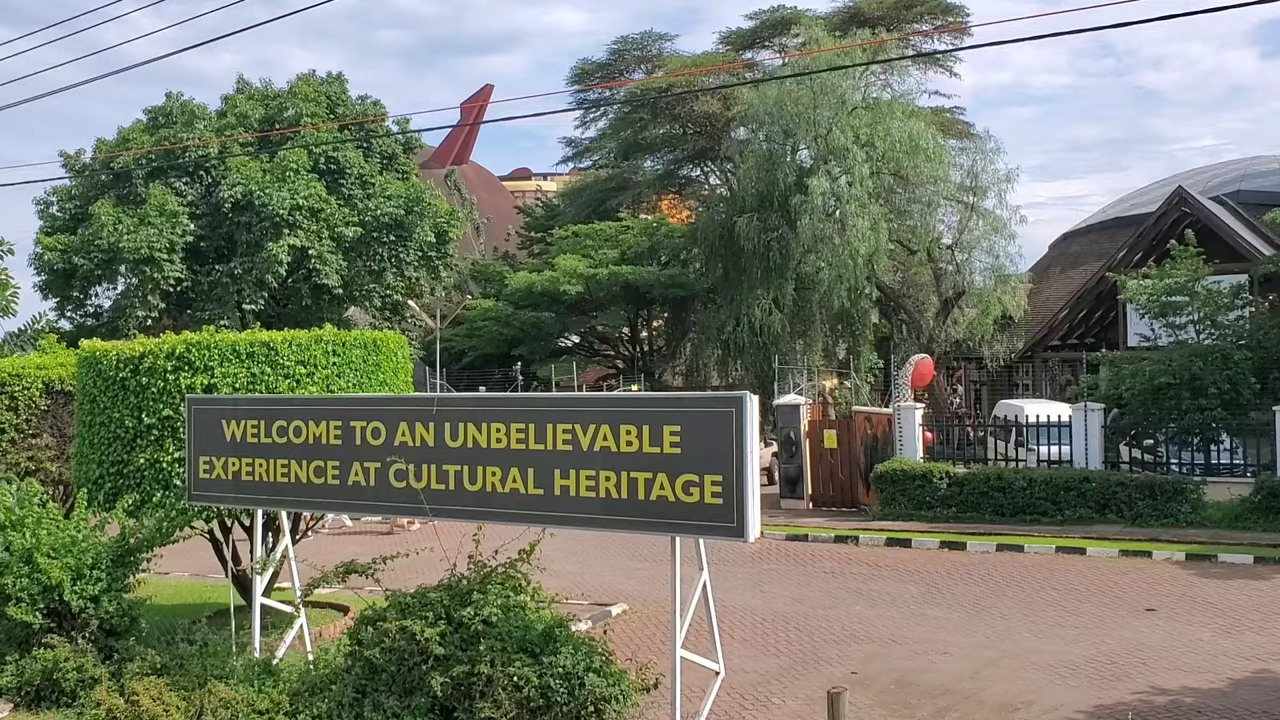 WELCOME TO AN UNBELIEVABLE
EXPERIENCE AT CULTURAL HERITAGE